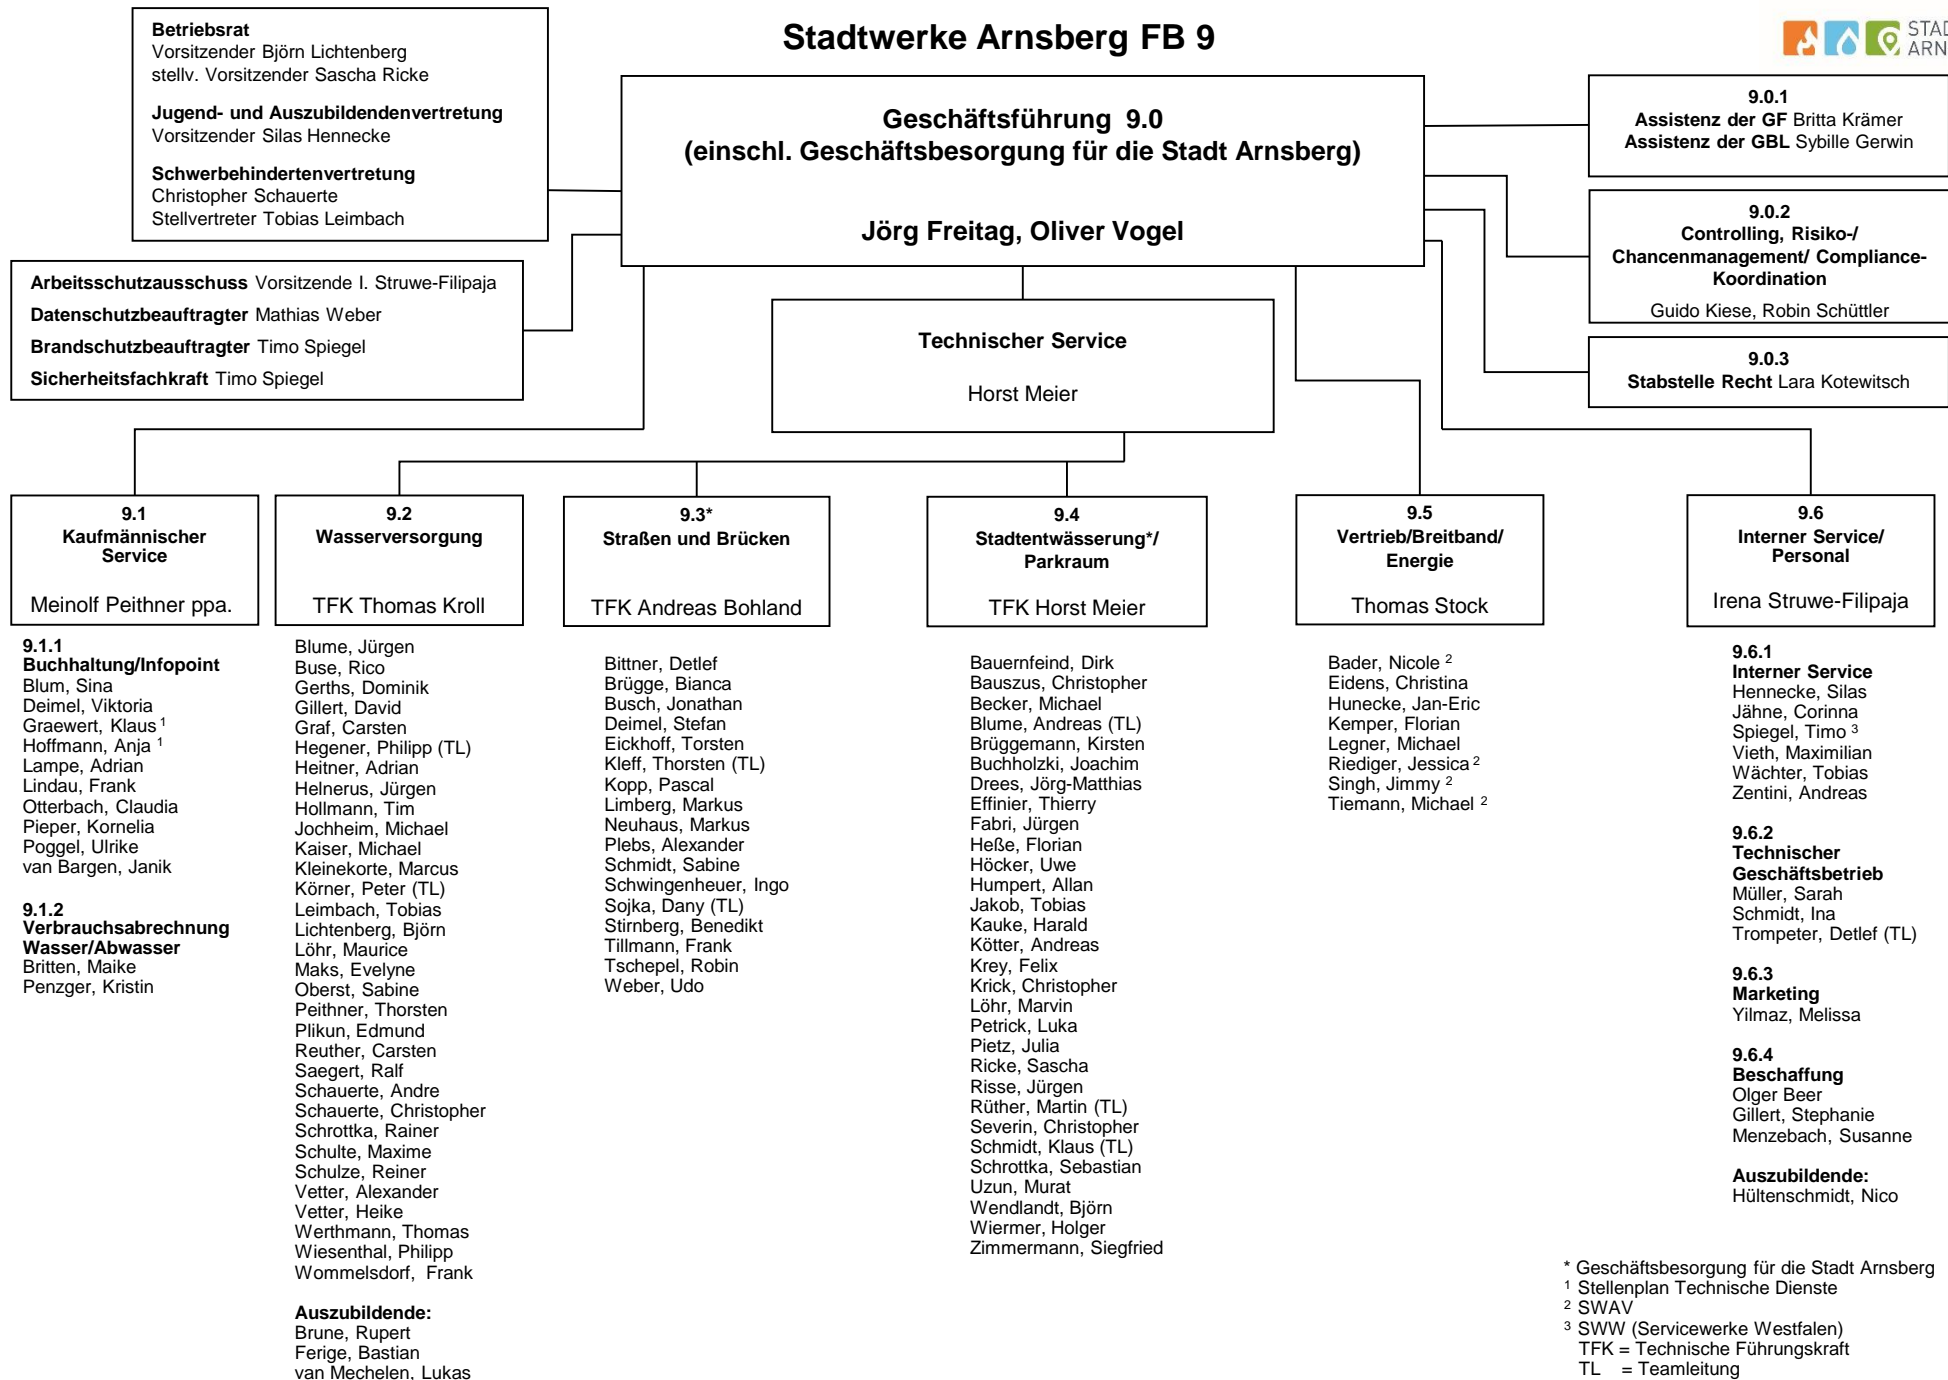 Stadtwerke Arnsberg FB 9
Betriebsrat
Vorsitzender Björn Lichtenberg
stellv. Vorsitzender Sascha Ricke
Jugend- und Auszubildendenvertretung
Vorsitzender Silas Hennecke
Schwerbehindertenvertretung
Christopher Schauerte
Stellvertreter Tobias Leimbach
Arbeitsschutzausschuss Vorsitzende I. Struwe-Filipaja
Datenschutzbeauftragter Mathias Weber
Brandschutzbeauftragter Timo Spiegel
Sicherheitsfachkraft Timo Spiegel
Geschäftsführung 9.0
(einschl. Geschäftsbesorgung für die Stadt Arnsberg)
Jörg Freitag, Oliver Vogel
STAD
ARN
9.0.1
Assistenz der GF Britta Krämer
Assistenz der GBL Sybille Gerwin
9.0.2
Controlling, Risiko-/
Chancenmanagement/ Compliance-
Koordination
Guido Kiese, Robin Schüttler
9.0.3
Stabstelle Recht Lara Kotewitsch
Technischer Service
Horst Meier
9.1
Kaufmännischer
Service
Meinolf Peithner ppa.
9.1.1
Buchhaltung/Infopoint
Blum, Sina
Deimel, Viktoria
Graewert, Klaus ¹
Hoffmann, Anja ¹
Lampe, Adrian
Lindau, Frank
Otterbach, Claudia
Pieper, Kornelia
Poggel, Ulrike
van Bargen, Janik
9.1.2
Verbrauchsabrechnung
Wasser/Abwasser
Britten, Maike
Penzger, Kristin
9.2
Wasserversorgung
TFK Thomas Kroll
Blume, Jürgen
Buse, Rico
Gerths, Dominik
Gillert, David
Graf, Carsten
Hegener, Philipp (TL)
Heitner, Adrian
Helnerus, Jürgen
Hollmann, Tim
Jochheim, Michael
Kaiser, Michael
Kleinekorte, Marcus
Körner, Peter (TL)
Leimbach, Tobias
Lichtenberg, Björn
Löhr, Maurice
Maks, Evelyne
Oberst, Sabine
Peithner, Thorsten
Plikun, Edmund
Reuther, Carsten
Saegert, Ralf
Schauerte, Andre
Schauerte, Christopher
Schrottka, Rainer
Schulte, Maxime
Schulze, Reiner
Vetter, Alexander
Vetter, Heike
Werthmann, Thomas
Wiesenthal, Philipp
Wommelsdorf, Frank
Auszubildende:
Brune, Rupert
Ferige, Bastian
van Mechelen, Lukas
9.3*
Straßen und Brücken
TFK Andreas Bohland
Bittner, Detlef
Brügge, Bianca
Busch, Jonathan
Deimel, Stefan
Eickhoff, Torsten
Kleff, Thorsten (TL)
Kopp, Pascal
Limberg, Markus
Neuhaus, Markus
Plebs, Alexander
Schmidt, Sabine
Schwingenheuer, Ingo
Sojka, Dany (TL)
Stirnberg, Benedikt
Tillmann, Frank
Tschepel, Robin
Weber, Udo
9.4
Stadtentwässerung*/
Parkraum
TFK Horst Meier
Bauernfeind, Dirk
Bauszus, Christopher
Becker, Michael
Blume, Andreas (TL)
Brüggemann, Kirsten
Buchholzki, Joachim
Drees, Jörg-Matthias
Effinier, Thierry
Fabri, Jürgen
Heße, Florian
Höcker, Uwe
Humpert, Allan
Jakob, Tobias
Kauke, Harald
Kötter, Andreas
Krey, Felix
Krick, Christopher
Löhr, Marvin
Petrick, Luka
Pietz, Julia
Ricke, Sascha
Risse, Jürgen
Rüther, Martin (TL)
Severin, Christopher
Schmidt, Klaus (TL)
Schrottka, Sebastian
Uzun, Murat
Wendlandt, Björn
Wiermer, Holger
Zimmermann, Siegfried
9.5
Vertrieb/Breitband/
Energie
Thomas Stock
Bader, Nicole ²
Eidens, Christina
Hunecke, Jan-Eric
Kemper, Florian
Legner, Michael
Riediger, Jessica ²
Singh, Jimmy ²
Tiemann, Michael ²
9.6
Interner Service/
Personal
Irena Struwe-Filipaja
9.6.1
Interner Service
Hennecke, Silas
Jähne, Corinna
Spiegel, Timo ³
Vieth, Maximilian
Wächter, Tobias
Zentini, Andreas
9.6.2
Technischer
Geschäftsbetrieb
Müller, Sarah
Schmidt, Ina
Trompeter, Detlef (TL)
9.6.3
Marketing
Yilmaz, Melissa
9.6.4
Beschaffung
Olger Beer
Gillert, Stephanie
Menzebach, Susanne
Auszubildende:
Hültenschmidt, Nico
* Geschäftsbesorgung für die Stadt Arnsberg
¹ Stellenplan Technische Dienste
² SWAV
³ SWW (Servicewerke Westfalen)
TFK = Technische Führungskraft
TL = Teamleitung